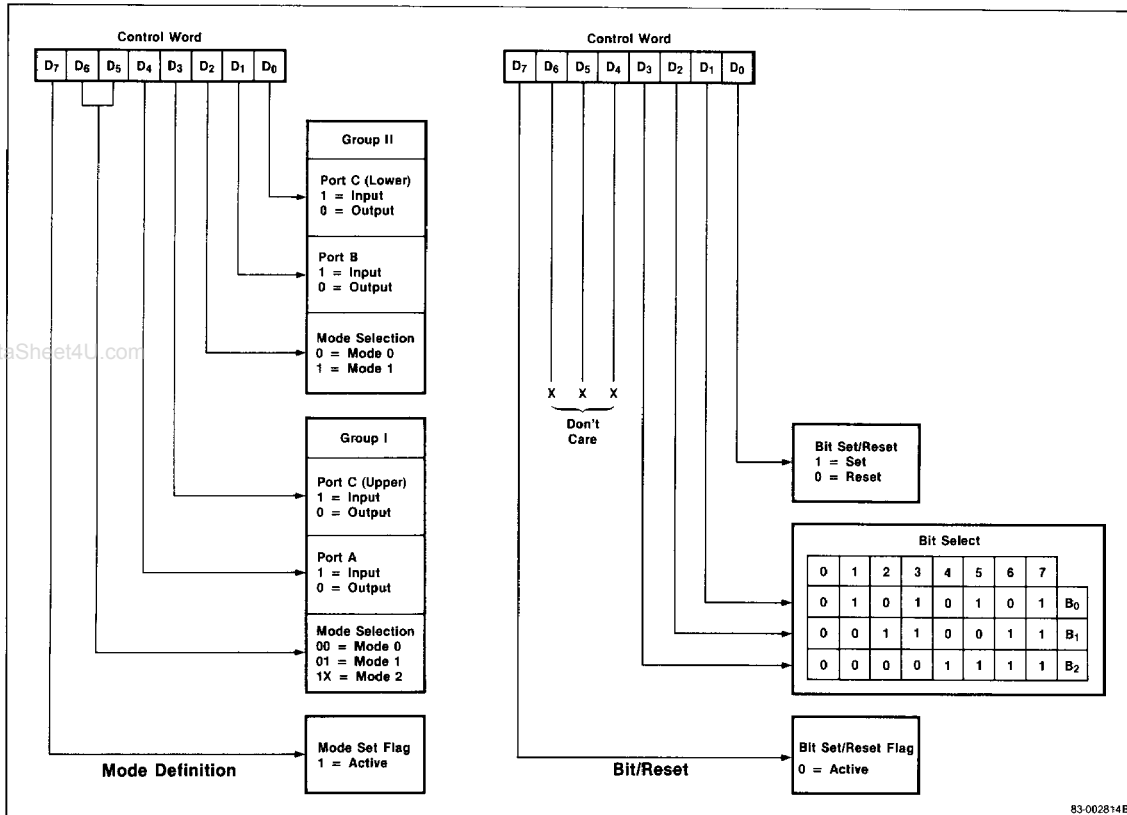 Control Word
D7 D6 D5 D4 D3 D2 D1 D0
Group II
Port C (Lower)
1 = Input
0 = Output
Port B
1 = Input
0 = Output
Mode Selection
0 = Mode 0
1 = Mode 1
taSheet4U.com
Group I
Port C (Upper)
1 = Input
0 = Output
Port A
1 = Input
0 = Output
Mode Selection
00 = Mode 0
01 = Mode 1
1X = Mode 2
Mode Set Flag
1 = Active
Mode Definition
Control Word
D7 D6 D5 D4 D3 D2 D1 D0
X X X
Don't
Care
Bit Set/Reset
1 = Set
0 = Reset
Bit Select
0 1 2 3 4 5 6 7
0 1 0 1 0 1 0 1 B0
0 0 1 1 0 0 1 1 B1
0 0 0 0 1 1 1 1 B2
Bit Set/Reset Flag
0 = Active
Bit/Reset
83-002814B